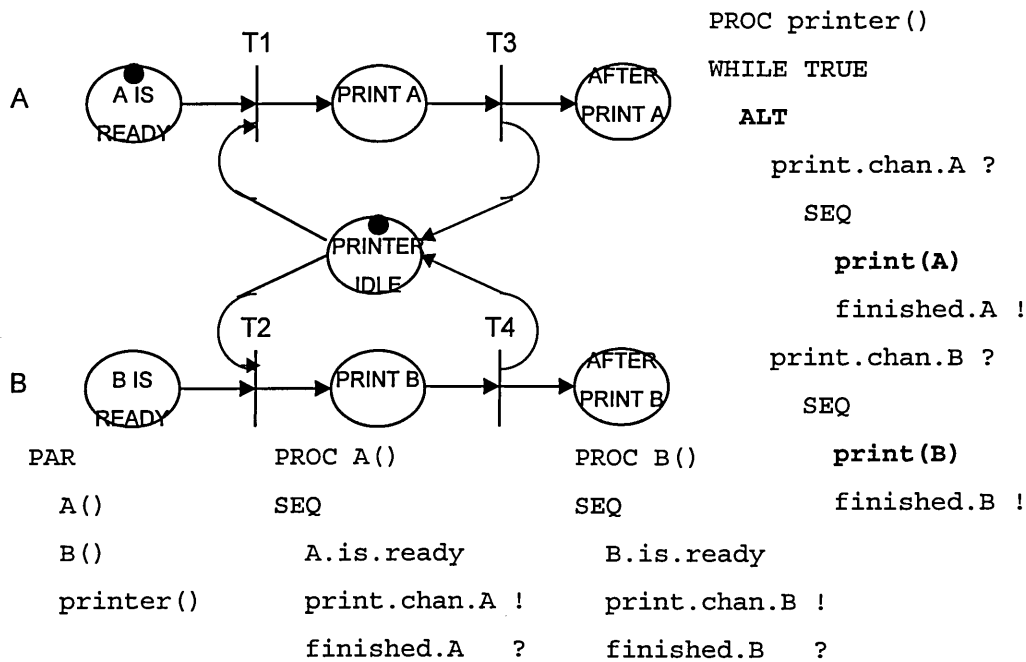 T1
T3
A
A IS
READY
PRINT A
AFTER
PRINT A
PRINTER
IDLE
T2
T4
B
B IS
READY
PRINT B
AFTER
PRINT B
PROC printer()
WHILE TRUE
ALT
print.chan.A ?
SEQ
print(A)
finished.A !
print.chan.B ?
SEQ
print(B)
finished.B !
PAR
A()
B()
printer()
PROC A()
SEQ
A.is.ready
print.chan.A !
finished.A ?
PROC B()
SEQ
B.is.ready
print.chan.B !
finished.B ?